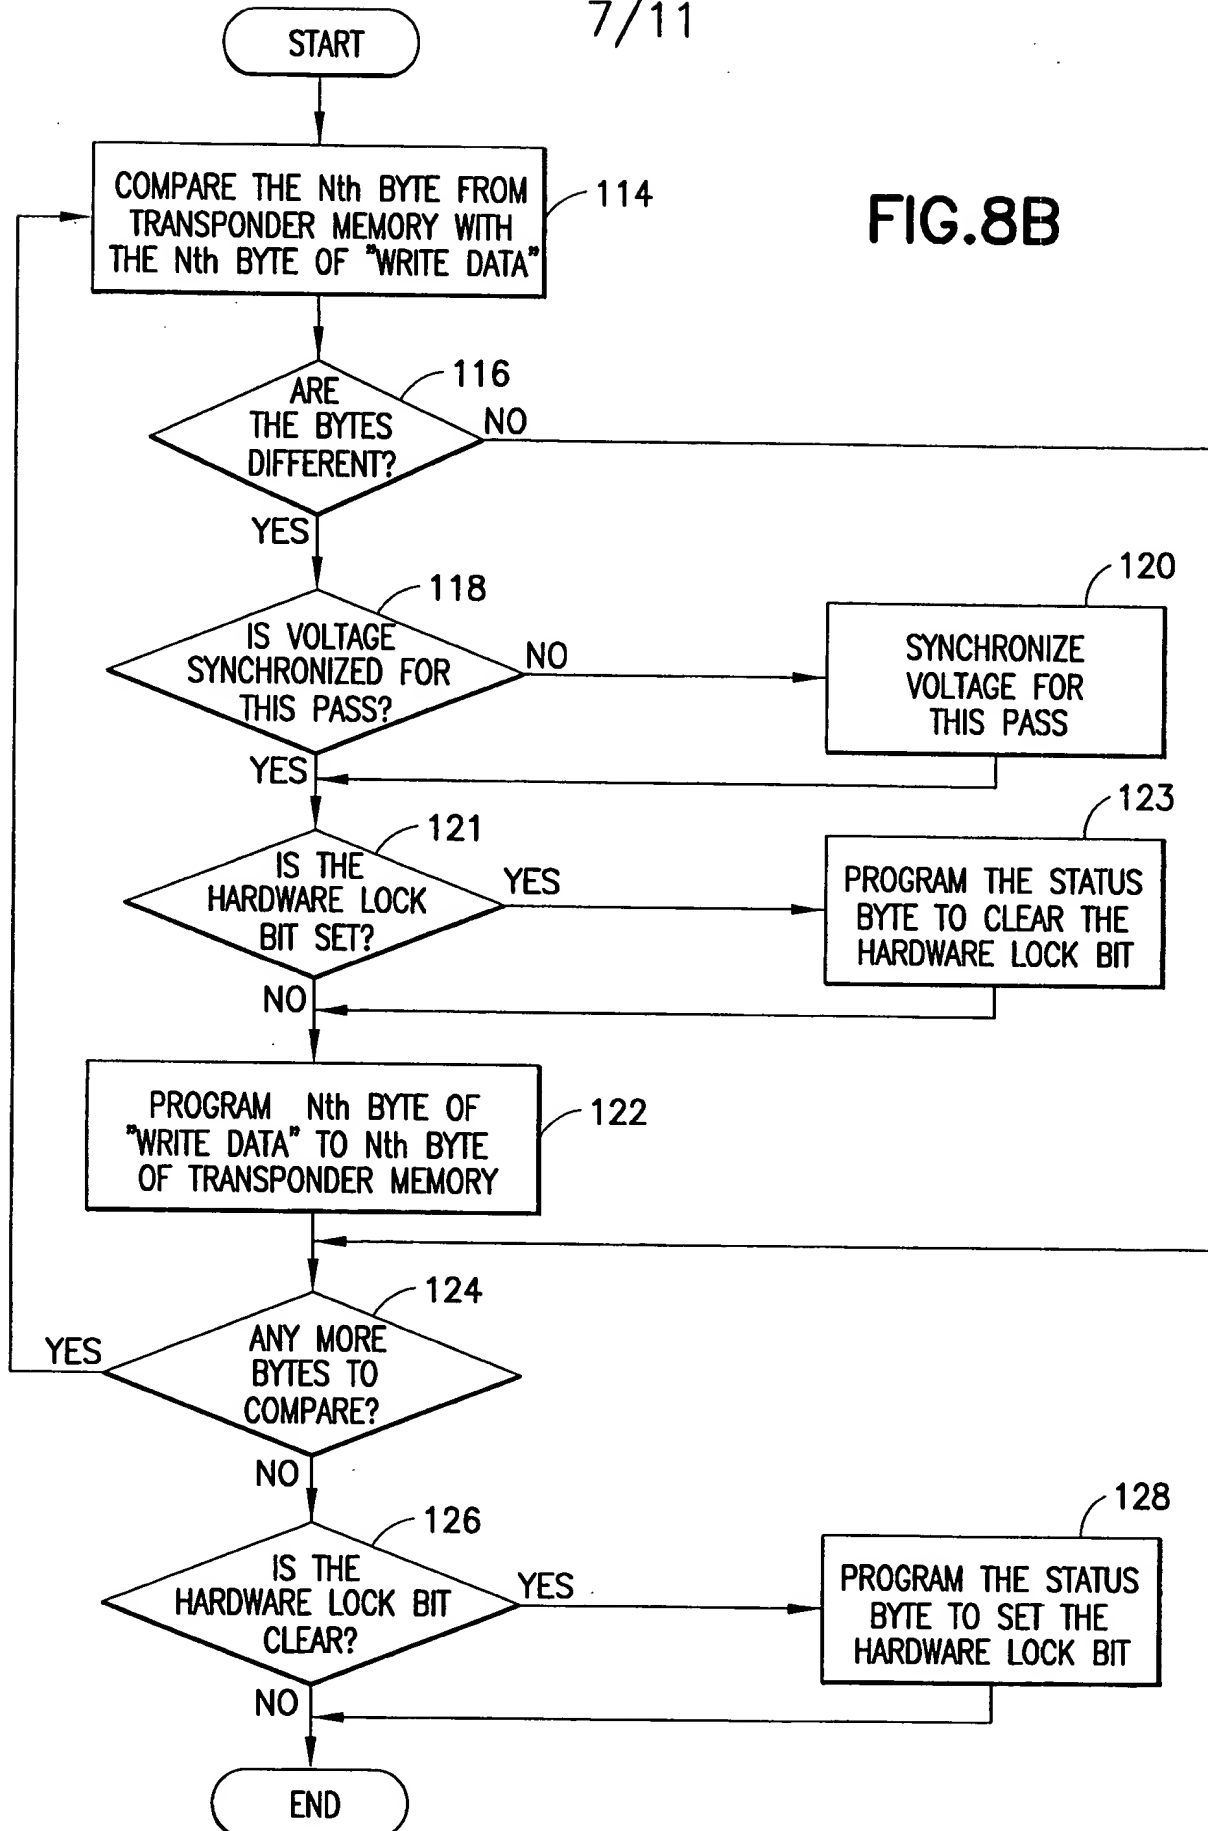 7/11
START
COMPARE THE Nth BYTE FROM
TRANSPONDER MEMORY WITH
THE Nth BYTE OF "WRITE DATA"
114
FIG.8B
116
ARE
THE BYTES
DIFFERENT?
NO
YES
118
IS VOLTAGE
SYNCHRONIZED FOR
THIS PASS?
NO
YES
120
SYNCHRONIZE
VOLTAGE FOR
THIS PASS
121
IS THE
HARDWARE LOCK
BIT SET?
YES
NO
123
PROGRAM THE STATUS
BYTE TO CLEAR THE
HARDWARE LOCK BIT
PROGRAM Nth BYTE OF
"WRITE DATA" TO Nth BYTE
OF TRANSPONDER MEMORY
122
124
ANY MORE
BYTES TO
COMPARE?
YES
NO
126
IS THE
HARDWARE LOCK BIT
CLEAR?
YES
NO
128
PROGRAM THE STATUS
BYTE TO SET THE
HARDWARE LOCK BIT
END